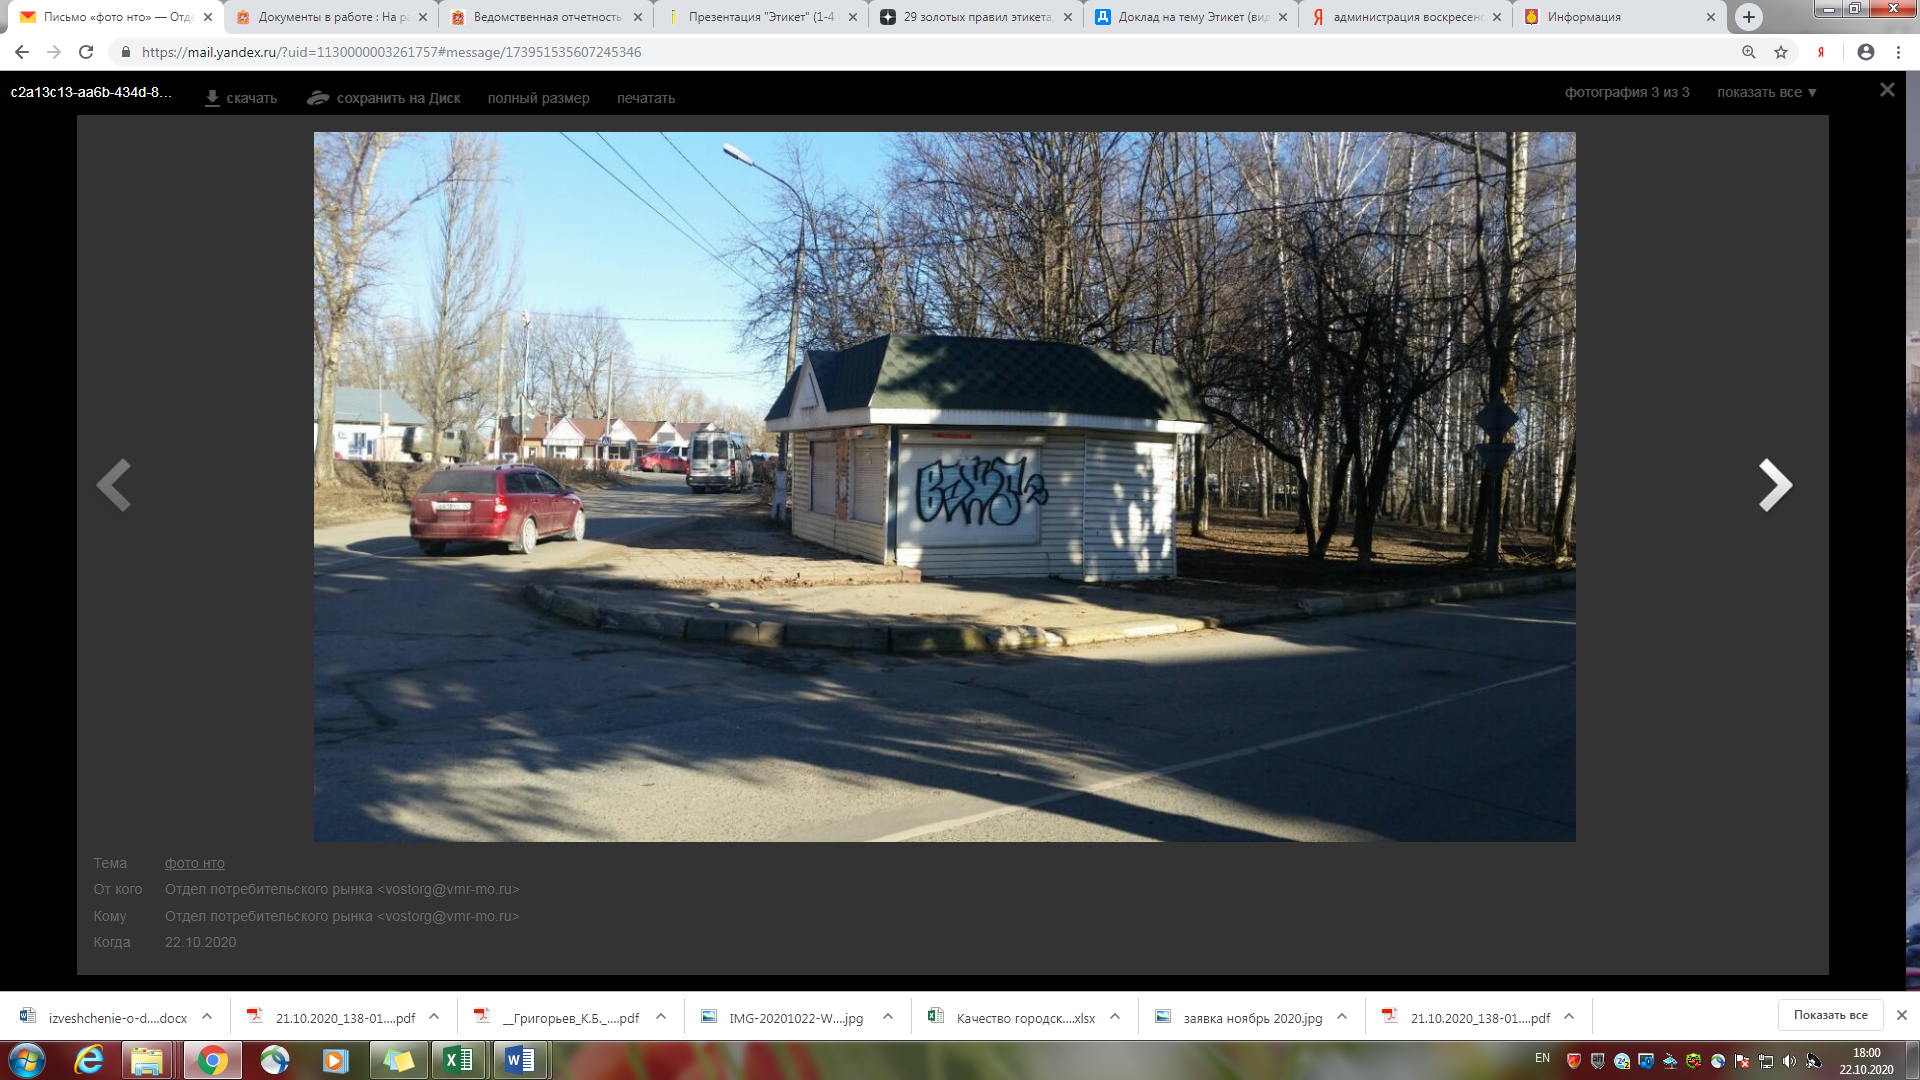 Письмо «фото нто» — Отде
Документы в работе : На ра
Ведомственная отчетность
Презентация "Этикет" (1-4 к
29 золотых правил этикета,
Доклад на тему Этикет (вид
администрация воскресенс
Информация
https://mail.yandex.ru/?uid=1130000003261757#message/173951535607245346
c2a13c13-aa6b-434d-8...
скачать
сохранить на Диск
полный размер
печатать
фотография 3 из 3
показать все ▼
Тема фото нто
От кого Отдел потребительского рынка <vostorg@vmr-mo.ru>
Кому Отдел потребительского рынка <vostorg@vmr-mo.ru>
Когда 22.10.2020
izveshchenie-o-d....docx
21.10.2020_138-01....pdf
__Григорьев_К.Б._....pdf
IMG-20201022-W....jpg
Качество городск....xlsx
заявка ноябрь 2020.jpg
21.10.2020_138-01....pdf
Показать все
EN
18:00
22.10.2020